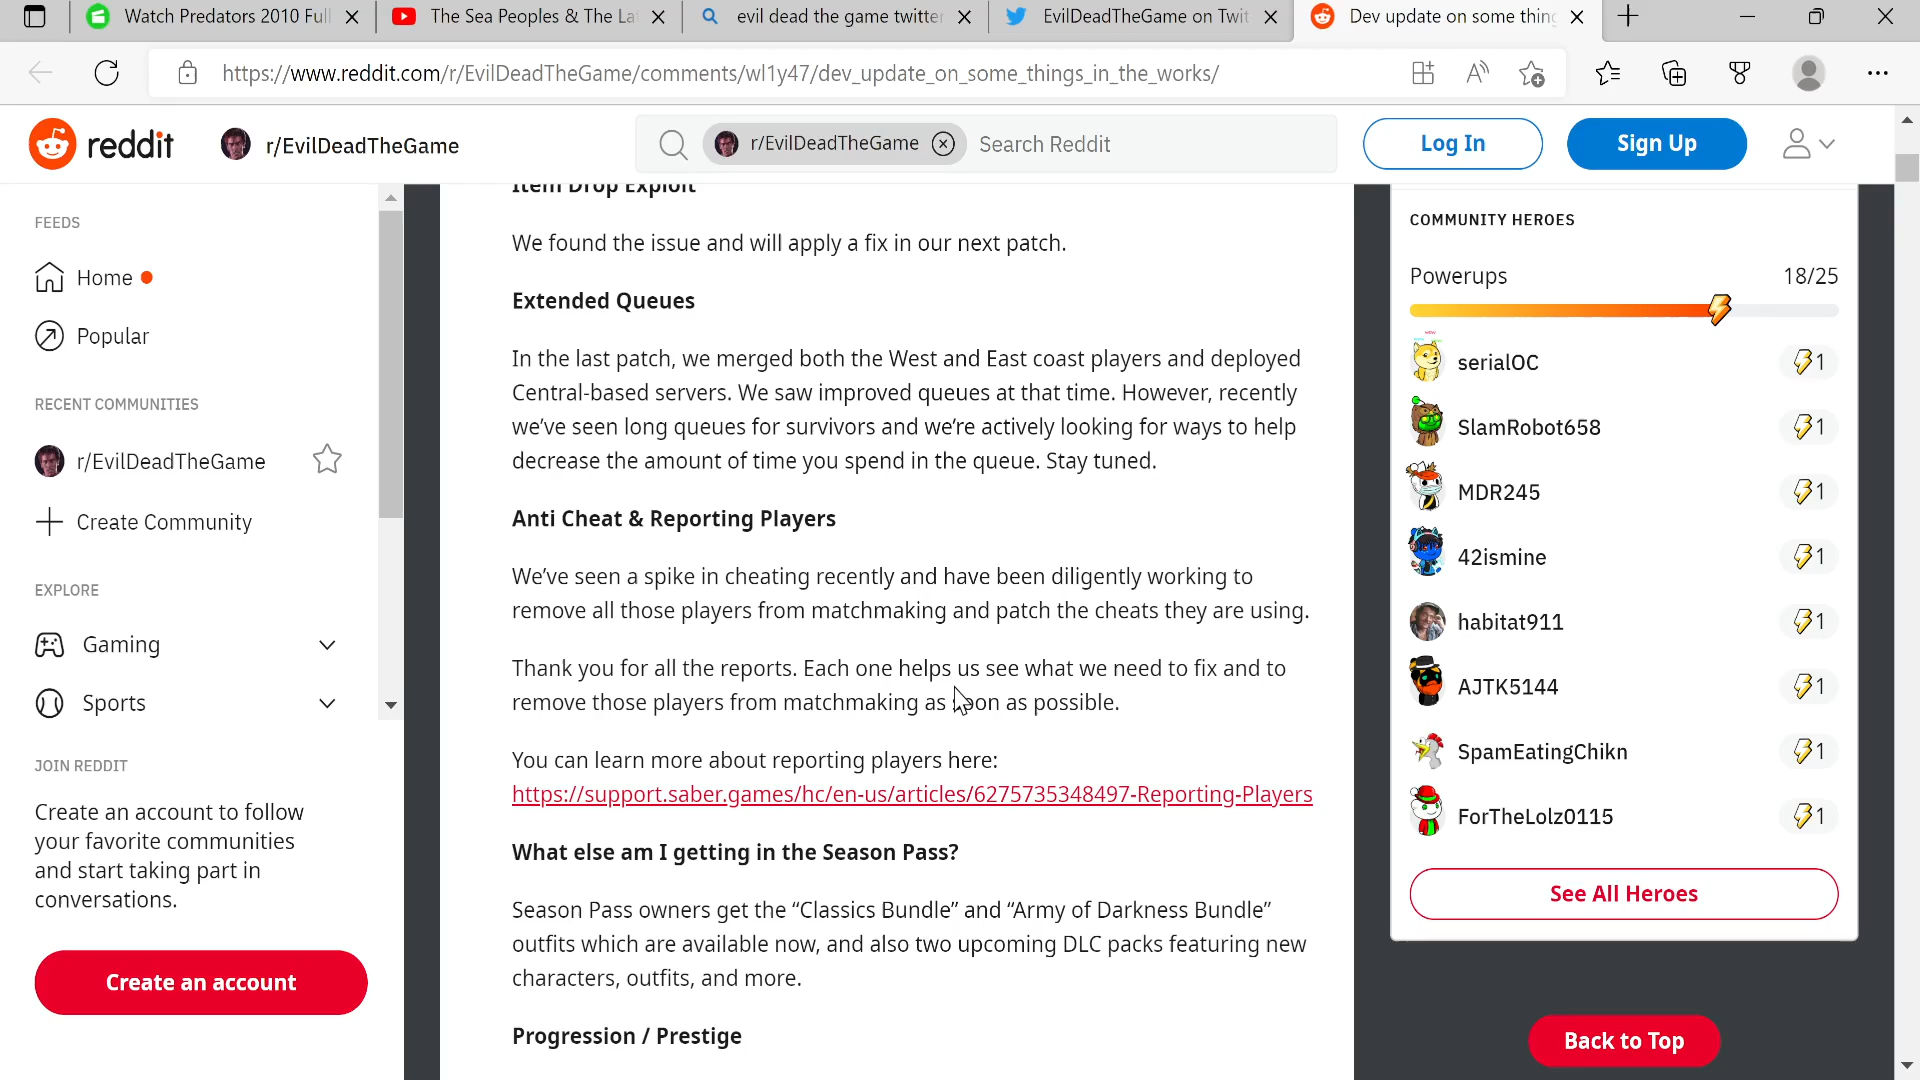 Watch Predators 2010 Full
The Sea Peoples & The La
evil dead the game twitter
EvilDeadTheGame on Twit
Dev update on some thing
https://www.reddit.com/r/EvilDeadTheGame/comments/wl1y47/dev_update_on_some_things_in_the_works/
reddit
r/EvilDeadTheGame
r/EvilDeadTheGame
Search Reddit
Log In
Sign Up
FEEDS
Home
Popular
RECENT COMMUNITIES
r/EvilDeadTheGame
Create Community
EXPLORE
Gaming
Sports
JOIN REDDIT
Create an account to follow
your favorite communities
and start taking part in
conversations.
Create an account
Item Drop Exploit
We found the issue and will apply a fix in our next patch.
Extended Queues
In the last patch, we merged both the West and East coast players and deployed
Central-based servers. We saw improved queues at that time. However, recently
we’ve seen long queues for survivors and we’re actively looking for ways to help
decrease the amount of time you spend in the queue. Stay tuned.
Anti Cheat & Reporting Players
We’ve seen a spike in cheating recently and have been diligently working to
remove all those players from matchmaking and patch the cheats they are using.
Thank you for all the reports. Each one helps us see what we need to fix and to
remove those players from matchmaking as soon as possible.
You can learn more about reporting players here:
https://support.saber.games/hc/en-us/articles/6275735348497-Reporting-Players
What else am I getting in the Season Pass?
Season Pass owners get the “Classics Bundle” and “Army of Darkness Bundle”
outfits which are available now, and also two upcoming DLC packs featuring new
characters, outfits, and more.
Progression / Prestige
COMMUNITY HEROES
Powerups 18/25
serialOC 1
SlamRobot658 1
MDR245 1
42ismine 1
habitat911 1
AJTK5144 1
SpamEatingChikn 1
ForTheLolz0115 1
See All Heroes
Back to Top